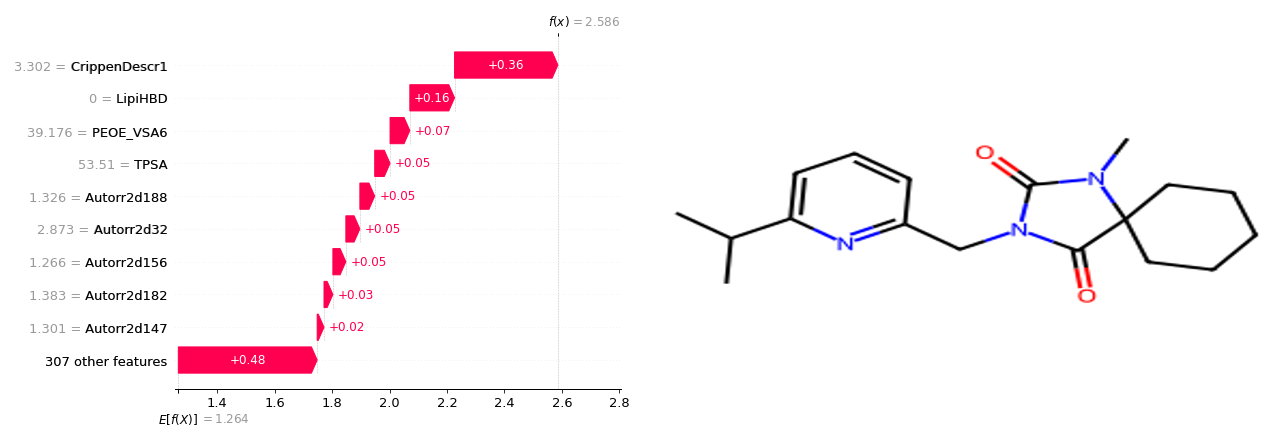 f(x) = 2.586
3.302 = CrippenDescr1 +0.36
0 = LipiHBD +0.16
39.176 = PEOE_VSA6 +0.07
53.51 = TPSA +0.05
1.326 = Autorr2d188 +0.05
2.873 = Autorr2d32 +0.05
1.266 = Autorr2d156 +0.05
1.383 = Autorr2d182 +0.03
1.301 = Autorr2d147 +0.02
307 other features +0.48
1.4 1.6 1.8 2.0 2.2 2.4 2.6 2.8
E[f(X)] = 1.264
O
N
N
N
O